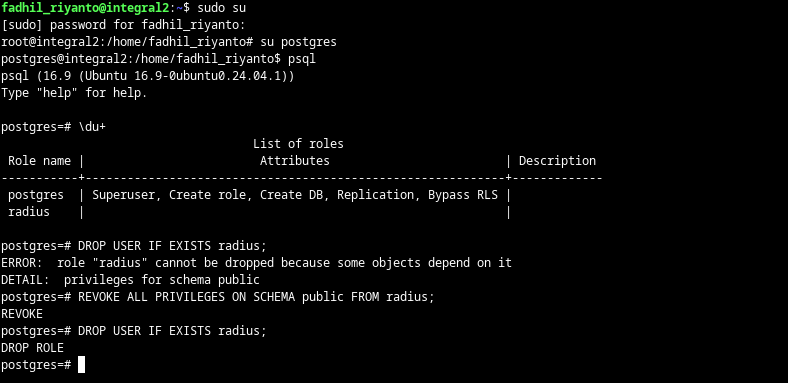 fadhil_riyanto@integral2:~$ sudo su
[sudo] password for fadhil_riyanto:
root@integral2:/home/fadhil_riyanto# su postgres
postgres@integral2:/home/fadhil_riyanto$ psql
psql (16.9 (Ubuntu 16.9-0ubuntu0.24.04.1))
Type "help" for help.

postgres=# \du+
                                     List of roles
 Role name |                         Attributes                         | Description
-----------+------------------------------------------------------------+-------------
 postgres  | Superuser, Create role, Create DB, Replication, Bypass RLS |
 radius    |                                                            |

postgres=# DROP USER IF EXISTS radius;
ERROR:  role "radius" cannot be dropped because some objects depend on it
DETAIL:  privileges for schema public
postgres=# REVOKE ALL PRIVILEGES ON SCHEMA public FROM radius;
REVOKE
postgres=# DROP USER IF EXISTS radius;
DROP ROLE
postgres=#